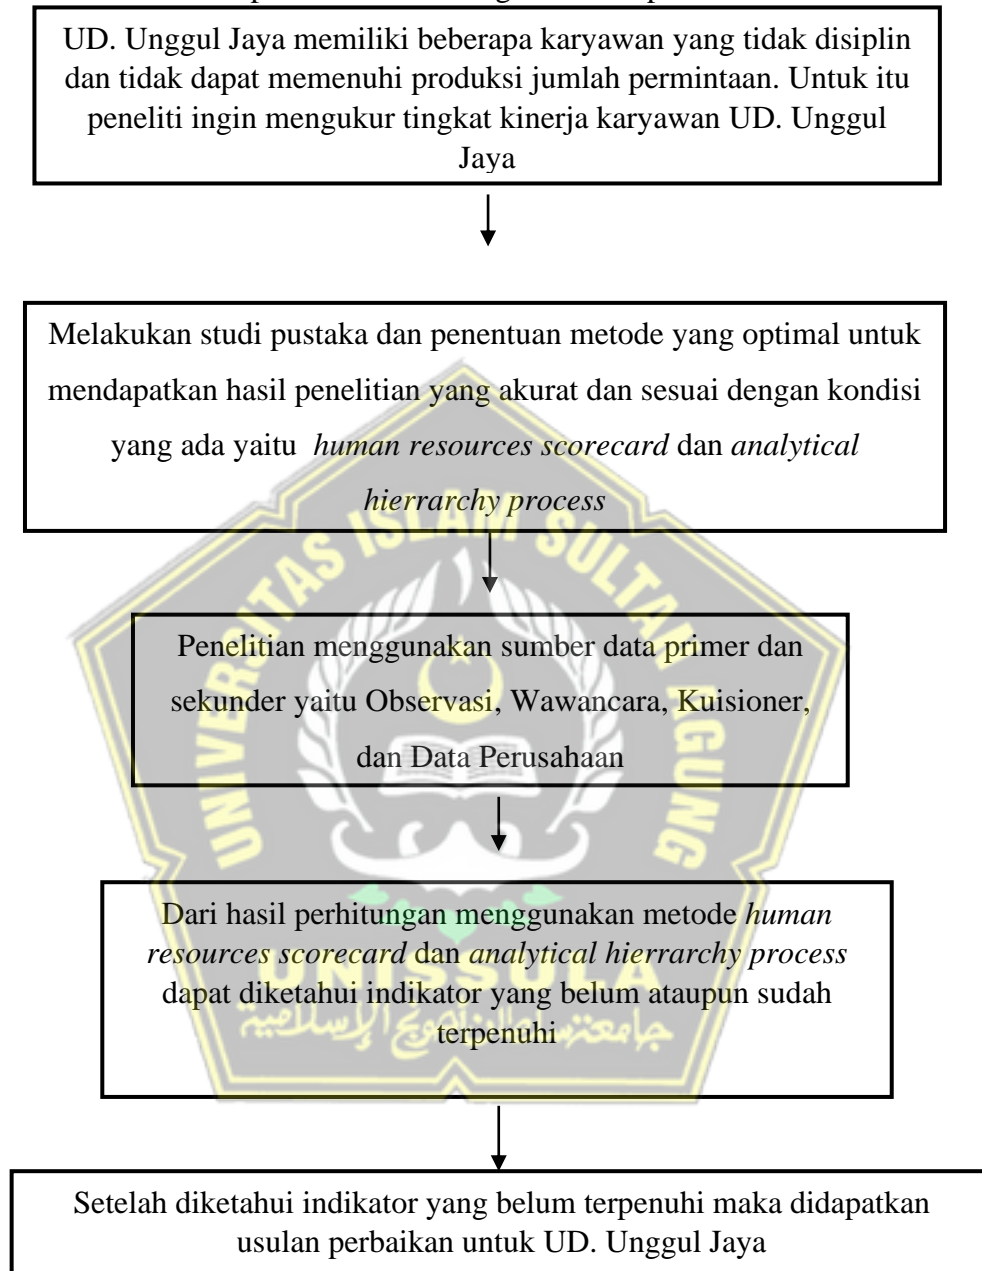 UD. Unggul Jaya memiliki beberapa karyawan yang tidak disiplin
dan tidak dapat memenuhi produksi jumlah permintaan. Untuk itu
peneliti ingin mengukur tingkat kinerja karyawan UD. Unggul
Jaya
Melakukan studi pustaka dan penentuan metode yang optimal untuk
mendapatkan hasil penelitian yang akurat dan sesuai dengan kondisi
yang ada yaitu human resources scorecard dan analytical
hierrarchy process
UNIVERSITAS ISLAM SULTAN AGUNG
Penelitian menggunakan sumber data primer dan
sekunder yaitu Observasi, Wawancara, Kuisioner,
dan Data Perusahaan
Dari hasil perhitungan menggunakan metode human
resources scorecard dan analytical hierrarchy process
dapat diketahui indikator yang belum ataupun sudah
terpenuhi
UNISSULA
Setelah diketahui indikator yang belum terpenuhi maka didapatkan
usulan perbaikan untuk UD. Unggul Jaya